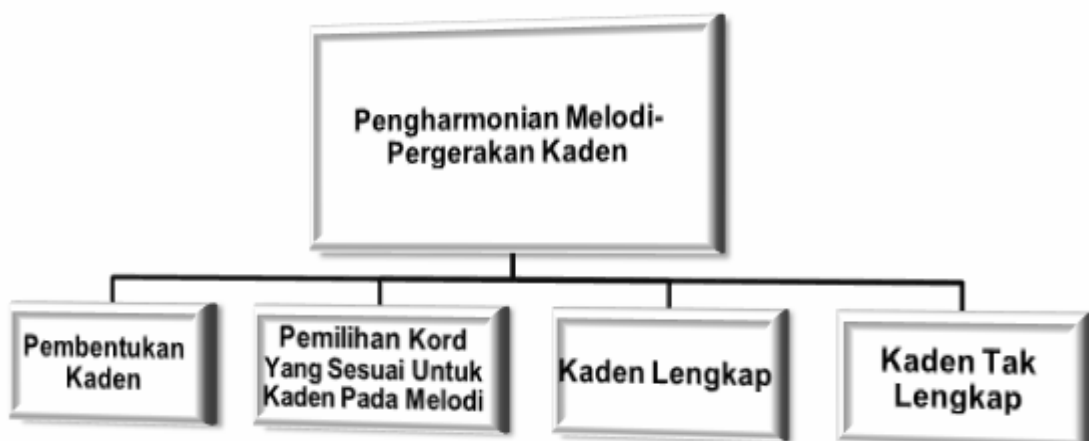 Pengharmonian Melodi-
Pergerakan Kaden
Pembentukan
Kaden
Pemilihan Kord
Yang Sesuai Untuk
Kaden Pada Melodi
Kaden Lengkap
Kaden Tak
Lengkap